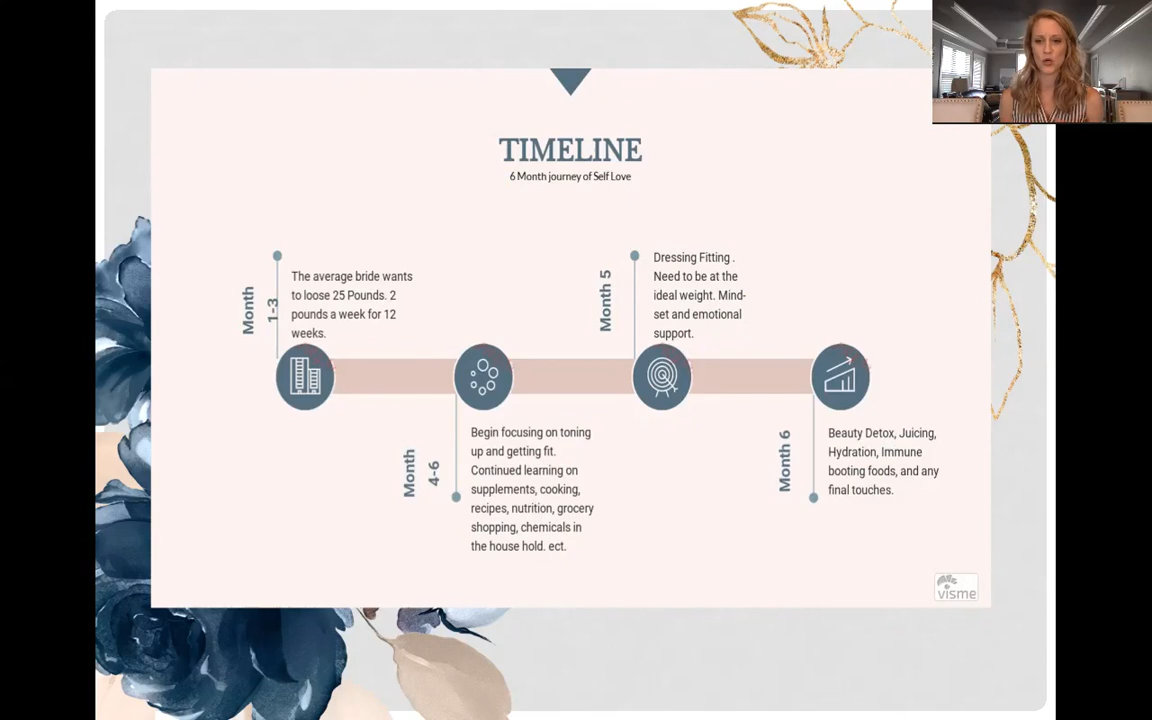 TIMELINE
6 Month journey of Self Love
Month
1-3
The average bride wants
to loose 25 Pounds. 2
pounds a week for 12
weeks.
Month
4-6
Begin focusing on toning
up and getting fit.
Continued learning on
supplements, cooking,
recipes, nutrition, grocery
shopping, chemicals in
the house hold. ect.
Month 5
Dressing Fitting .
Need to be at the
ideal weight. Mind-
set and emotional
support.
Month 6
Beauty Detox, Juicing,
Hydration, Immune
booting foods, and any
final touches.
visme